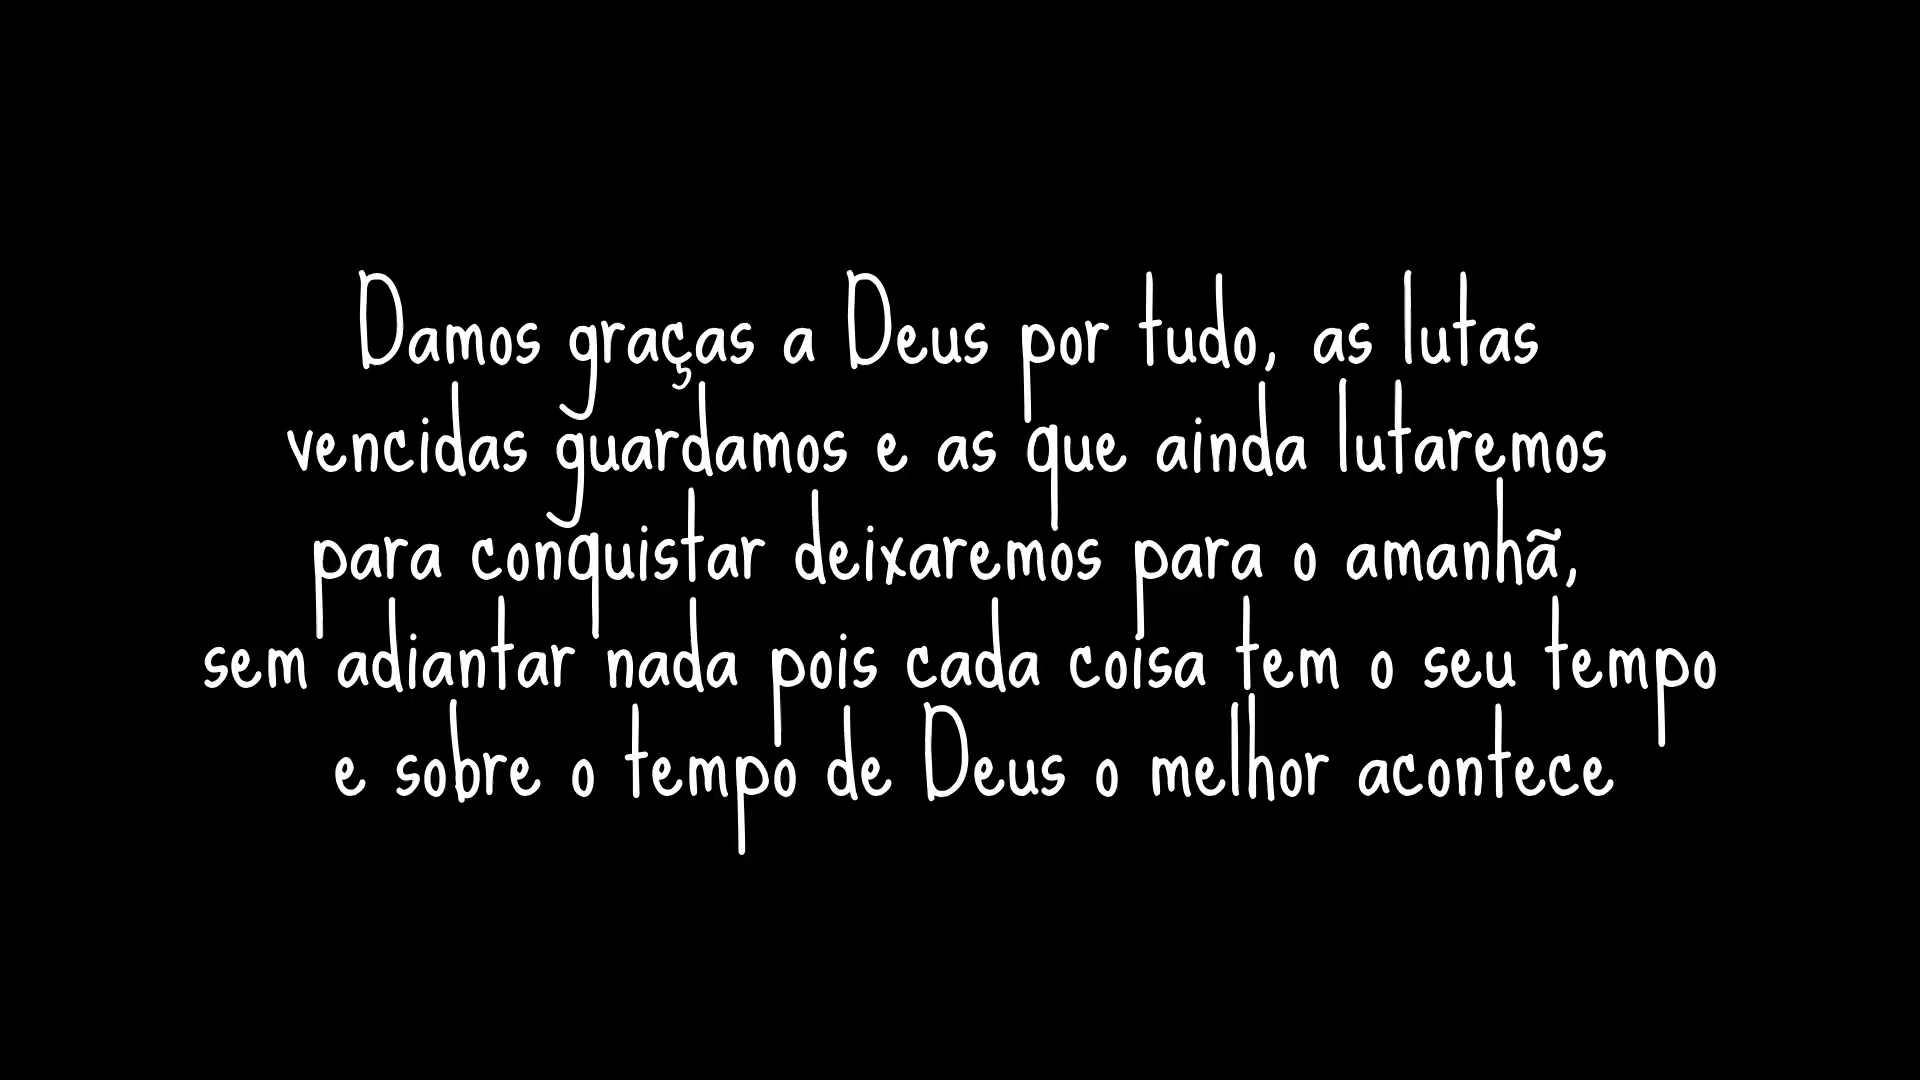 Damos graças a Deus por tudo, as lutas
vencidas guardamos e as que ainda lutaremos
para conquistar deixaremos para o amanhã,
sem adiantar nada pois cada coisa tem o seu tempo
e sobre o tempo de Deus o melhor acontece